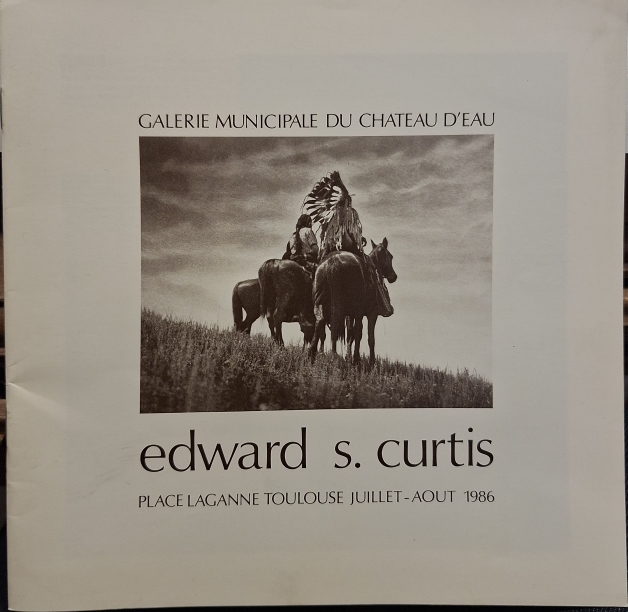 GALERIE MUNICIPALE DU CHATEAU D'EAU
edward s. curtis
PLACE LAGANNE TOULOUSE JUILLET-AOUT 1986